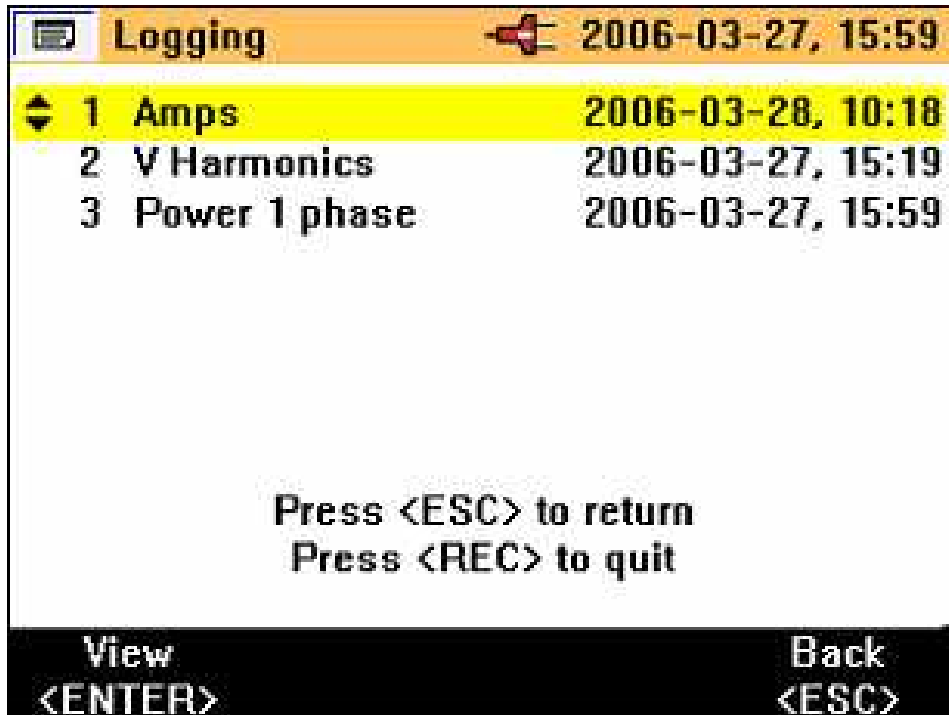 Logging 2006-03-27, 15:59
1 Amps 2006-03-28, 10:18
2 V Harmonics 2006-03-27, 15:19
3 Power 1 phase 2006-03-27, 15:59
Press <ESC> to return
Press <REC> to quit
View Back
<ENTER> <ESC>